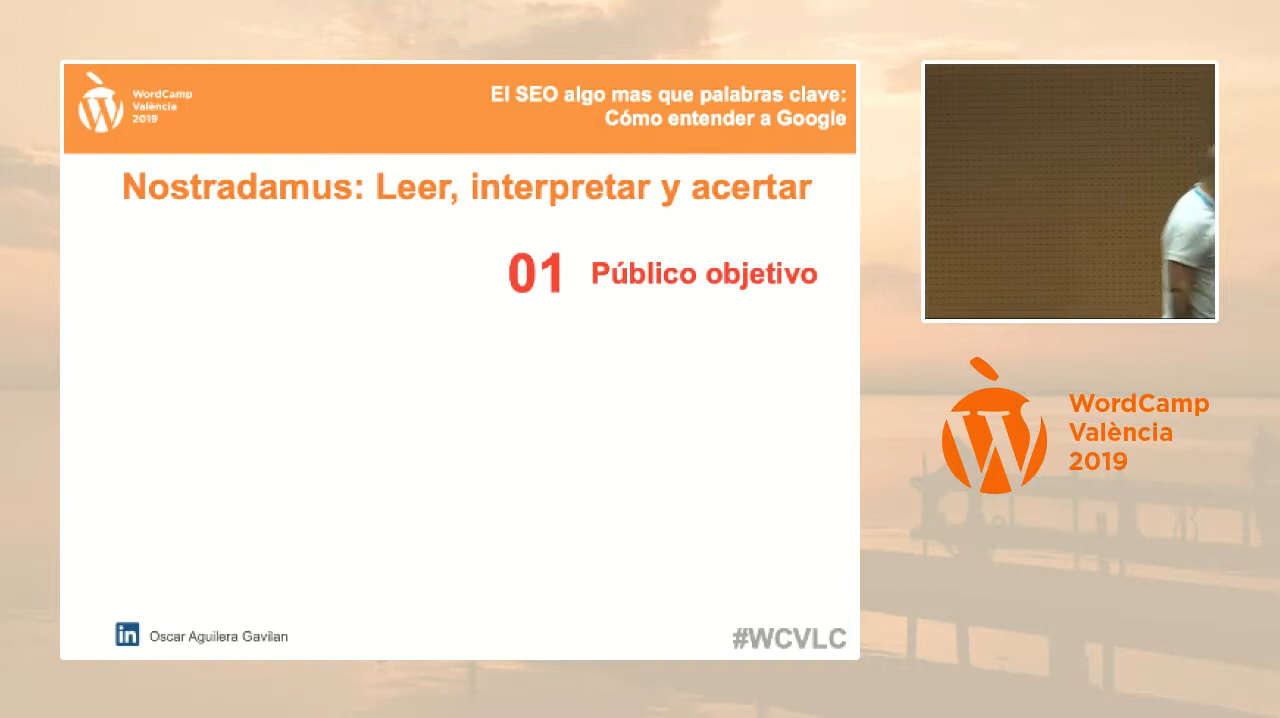 WordCamp
València
2019
El SEO algo mas que palabras clave:
Cómo entender a Google
Nostradamus: Leer, interpretar y acertar
01 Público objetivo
in Oscar Aguilera Gavilan
#WCVLC
WordCamp
València
2019